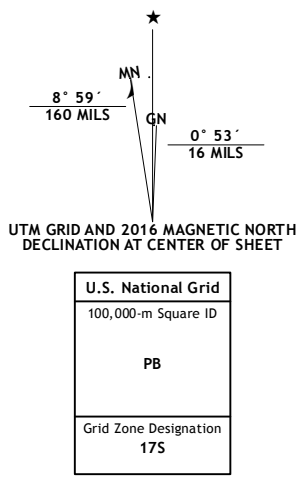 ★
MN
8° 59´
160 MILS
GN
0° 53´
16 MILS
UTM GRID AND 2016 MAGNETIC NORTH
DECLINATION AT CENTER OF SHEET
U.S. National Grid
100,000-m Square ID
PB
Grid Zone Designation
17S